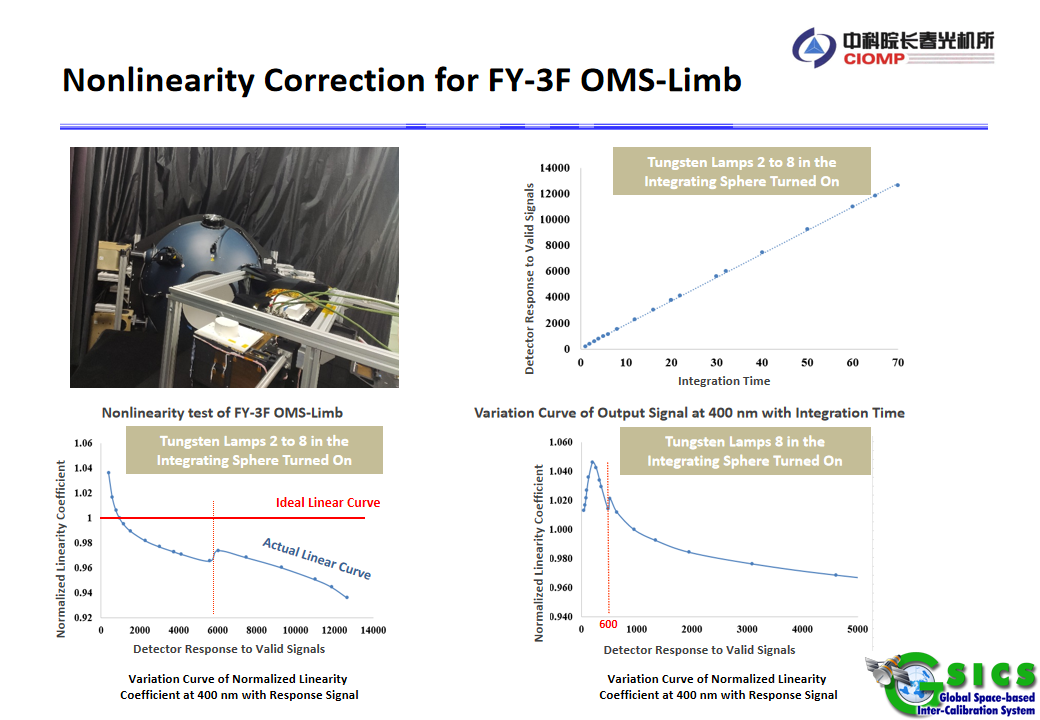 中科院长春光机所
CIOMP
Nonlinearity Correction for FY-3F OMS-Limb
Tungsten Lamps 2 to 8 in the
Integrating Sphere Turned On
Detector Response to Valid Signals
14000
12000
10000
8000
6000
4000
2000
0
0 10 20 30 40 50 60 70
Integration Time
Nonlinearity test of FY-3F OMS-Limb
Variation Curve of Output Signal at 400 nm with Integration Time
Tungsten Lamps 2 to 8 in the
Integrating Sphere Turned On
Normalized Linearity Coefficient
1.06
1.04
1.02
1
0.98
0.96
0.94
0.92
Ideal Linear Curve
Actual Linear Curve
0 2000 4000 6000 8000 10000 12000 14000
Detector Response to Valid Signals
Variation Curve of Normalized Linearity
Coefficient at 400 nm with Response Signal
Tungsten Lamps 8 in the
Integrating Sphere Turned On
Normalized Linearity Coefficient
1.060
1.040
1.020
1.000
0.980
0.960
0.940
600
0 1000 2000 3000 4000 5000
Detector Response to Valid Signals
Variation Curve of Normalized Linearity
Coefficient at 400 nm with Response Signal
GSICS
Global Space-based
Inter-Calibration System